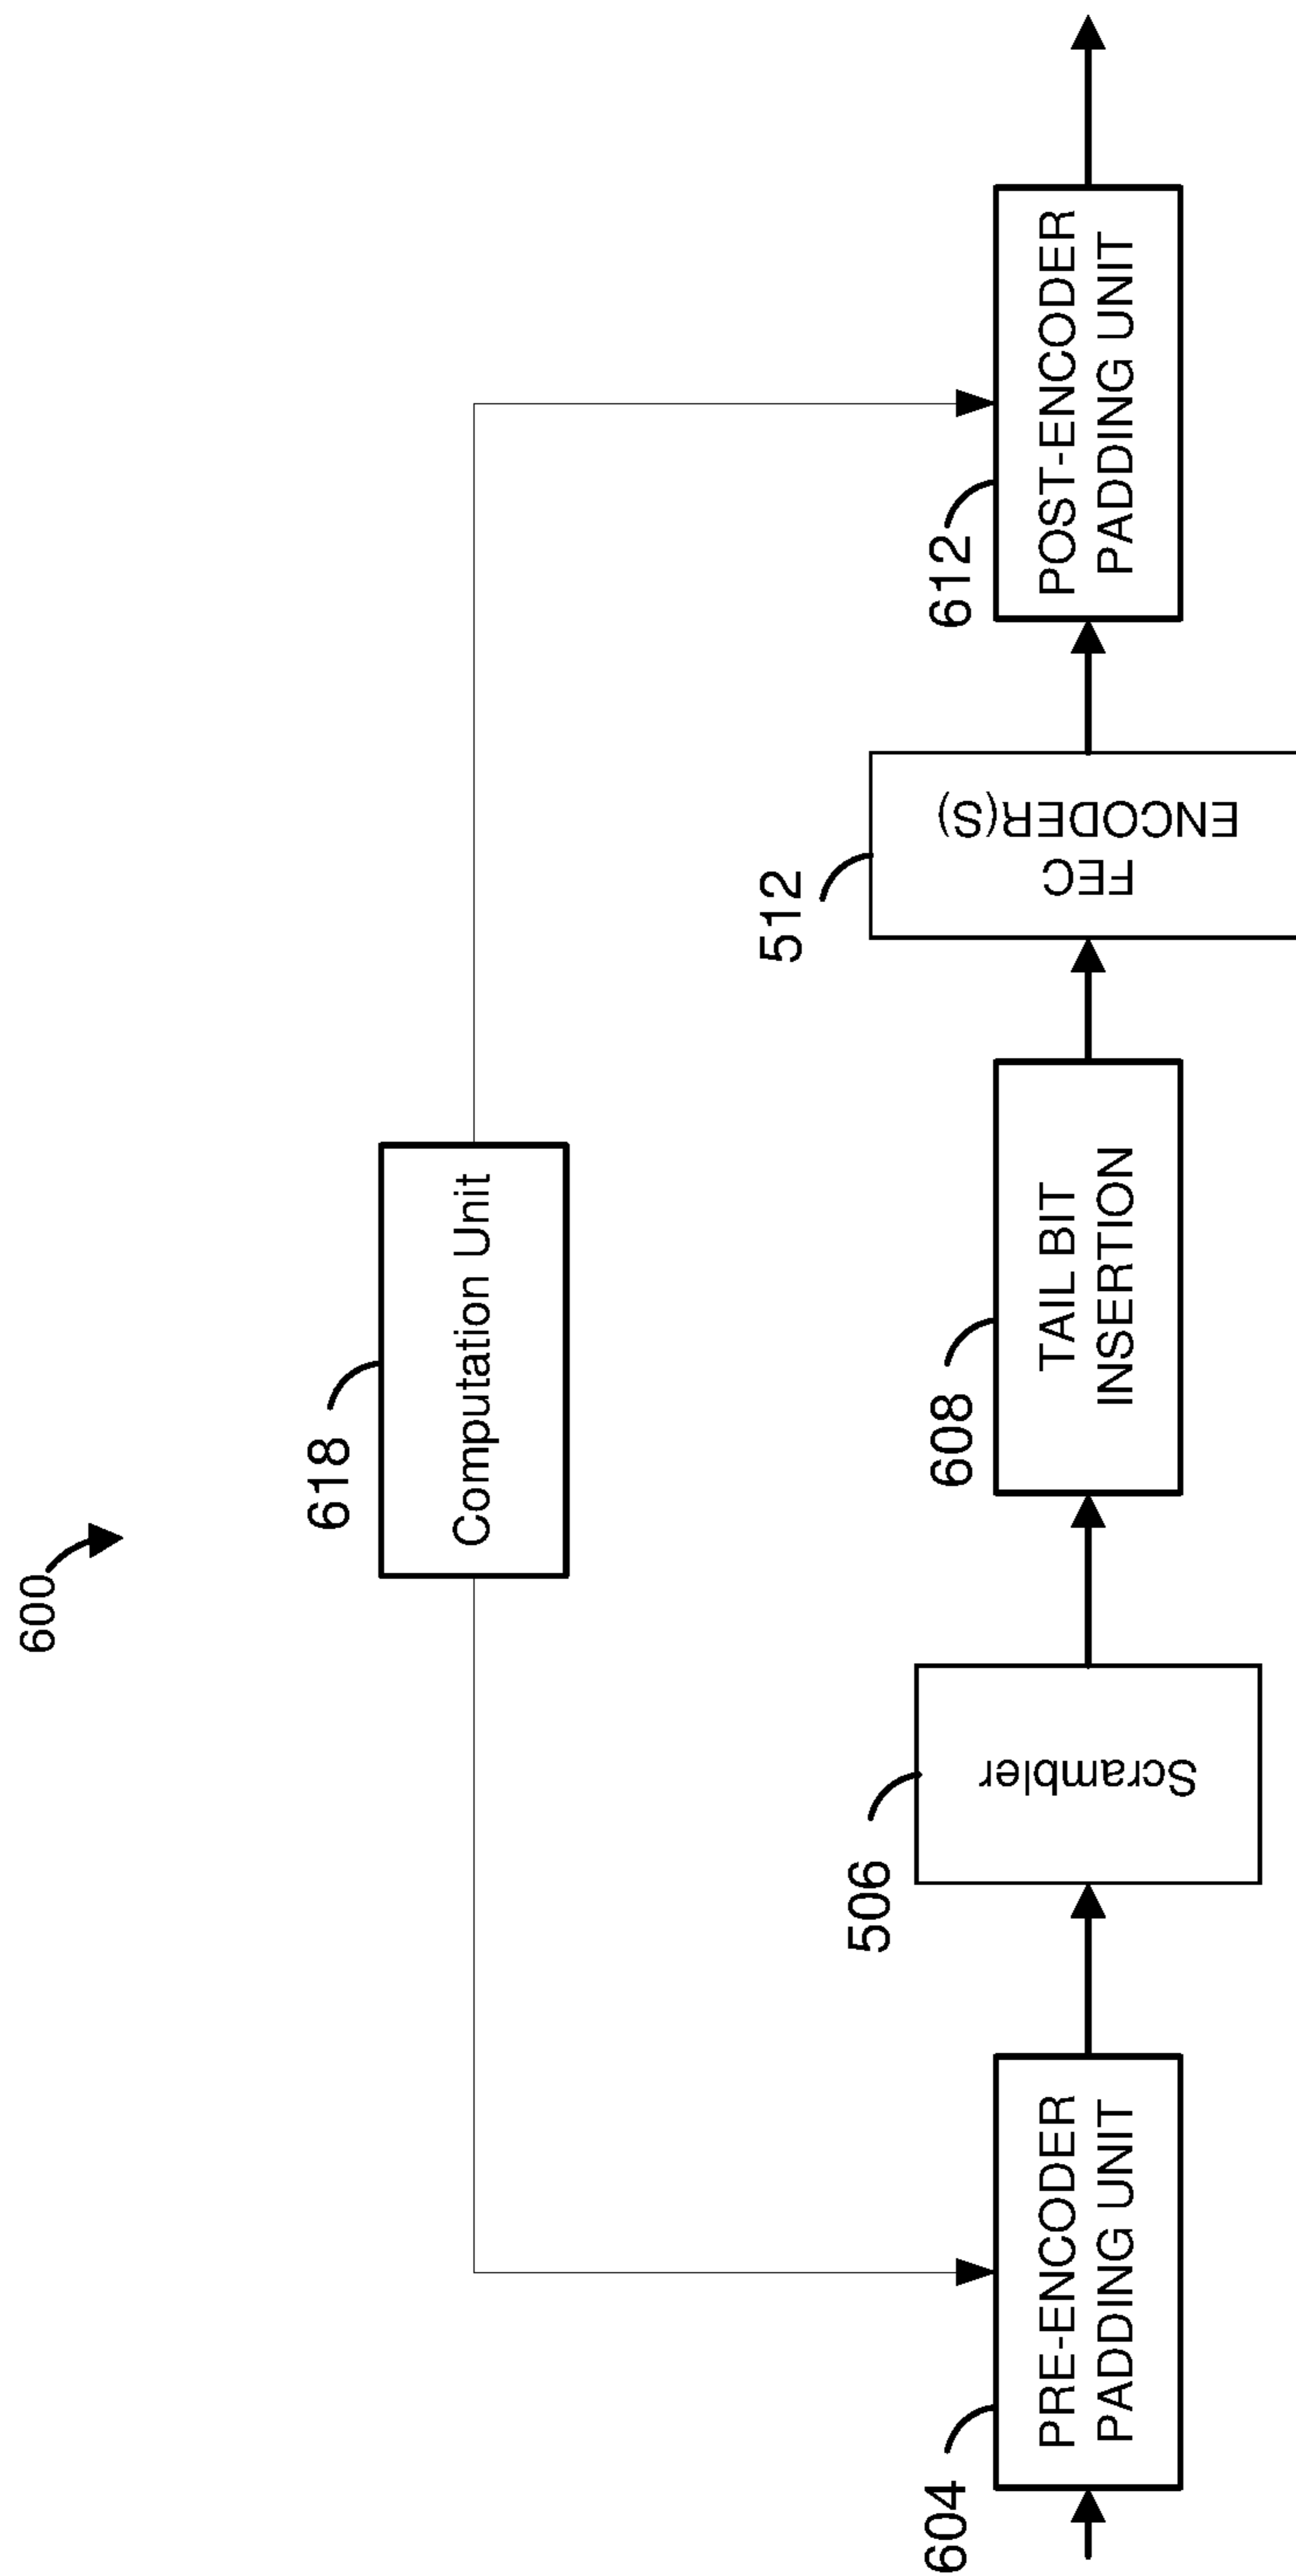 600
618
Computation Unit
604
PRE-ENCODER
PADDING UNIT
506
Scrambler
608
TAIL BIT
INSERTION
512
FEC
ENCODER(S)
612
POST-ENCODER
PADDING UNIT